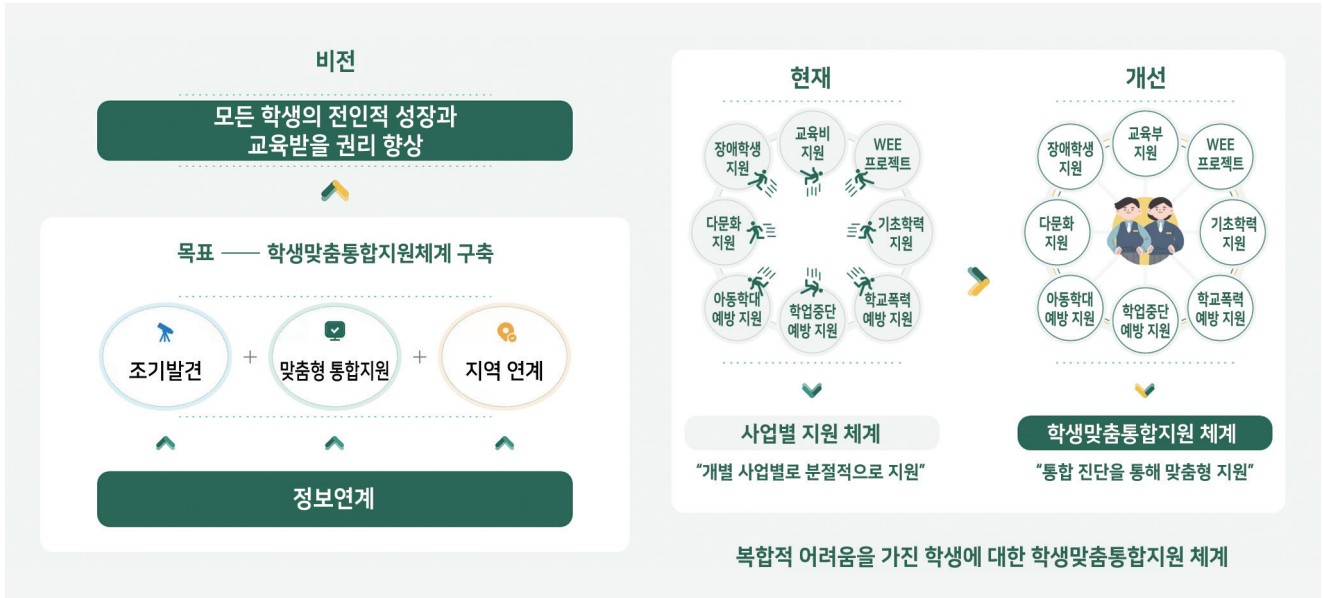 비전
모든 학생의 전인적 성장과
교육받을 권리 향상
목표 — 학생맞춤통합지원체계 구축
조기발견
+
맞춤형 통합지원
+
지역 연계
정보연계
현재
교육비
지원
WEE
프로젝트
기초학력
지원
학교폭력
예방 지원
학업중단
예방 지원
아동학대
예방 지원
다문화
지원
장애학생
지원
사업별 지원 체계
“개별 사업별로 분절적으로 지원”
개선
교육부
지원
WEE
프로젝트
기초학력
지원
학교폭력
예방 지원
학업중단
예방 지원
아동학대
예방 지원
다문화
지원
장애학생
지원
학생맞춤통합지원 체계
“통합 진단을 통해 맞춤형 지원”
복합적 어려움을 가진 학생에 대한 학생맞춤통합지원 체계